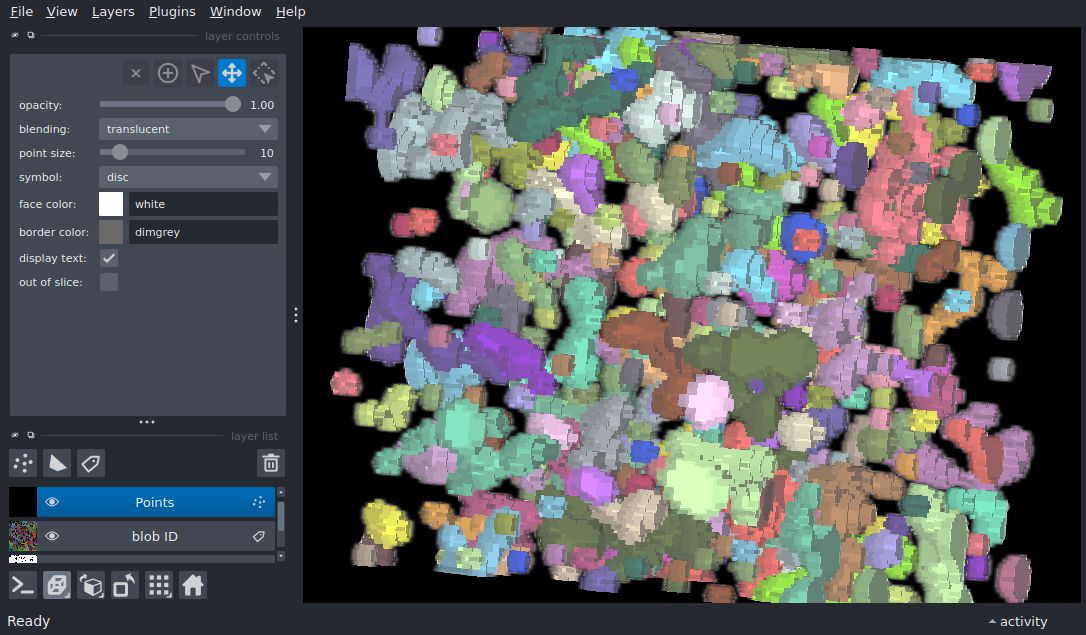 File View Layers Plugins Window Help
layer controls
opacity: 1.00
blending: translucent
point size: 10
symbol: disc
face color: white
border color: dimgrey
display text:
out of slice:
layer list
Points
blob ID
Ready
activity